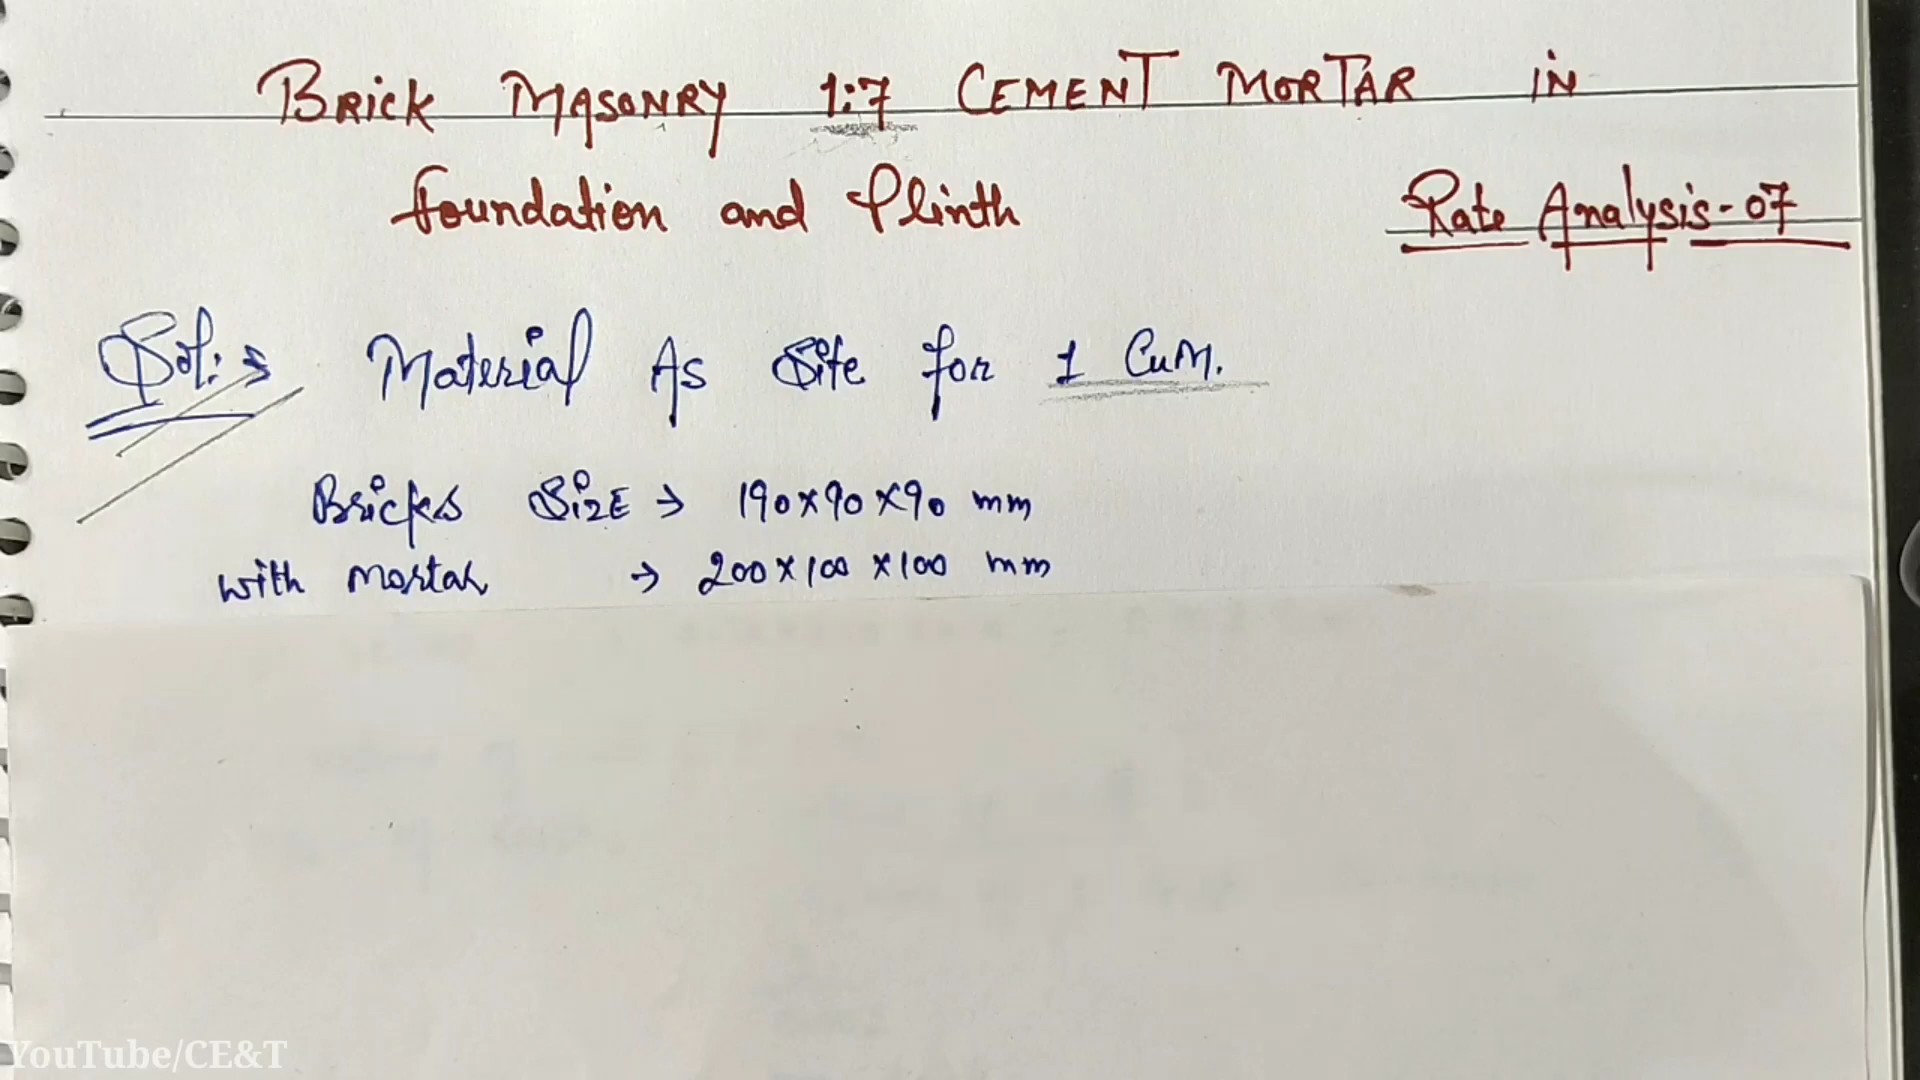 BRICK MASONRY 1:7 CEMENT MORTAR IN
foundation and Plinth
Rate Analysis-07
Sol:
Material As Site for 1 CuM.
Bricks SiZE → 190×90×90 mm
with mortar → 200×100×100 mm
YouTube/CE&T